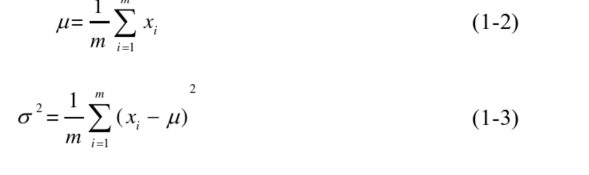 μ= 1/m ∑_{i=1}^{m} x_i (1-2)
σ^2 = 1/m ∑_{i=1}^{m} (x_i − μ)^2 (1-3)